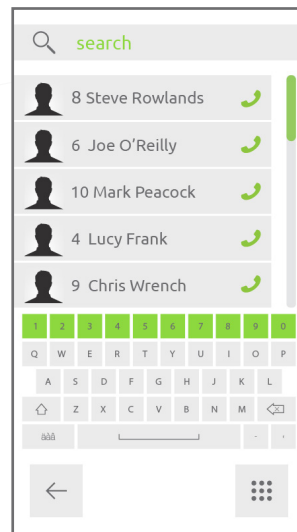 search
8 Steve Rowlands
6 Joe O’Reilly
10 Mark Peacock
4 Lucy Frank
9 Chris Wrench
1 2 3 4 5 6 7 8 9 0
Q W E R T Y U I O P
A S D F G H J K L
Z X C V B N M
àâã - ,